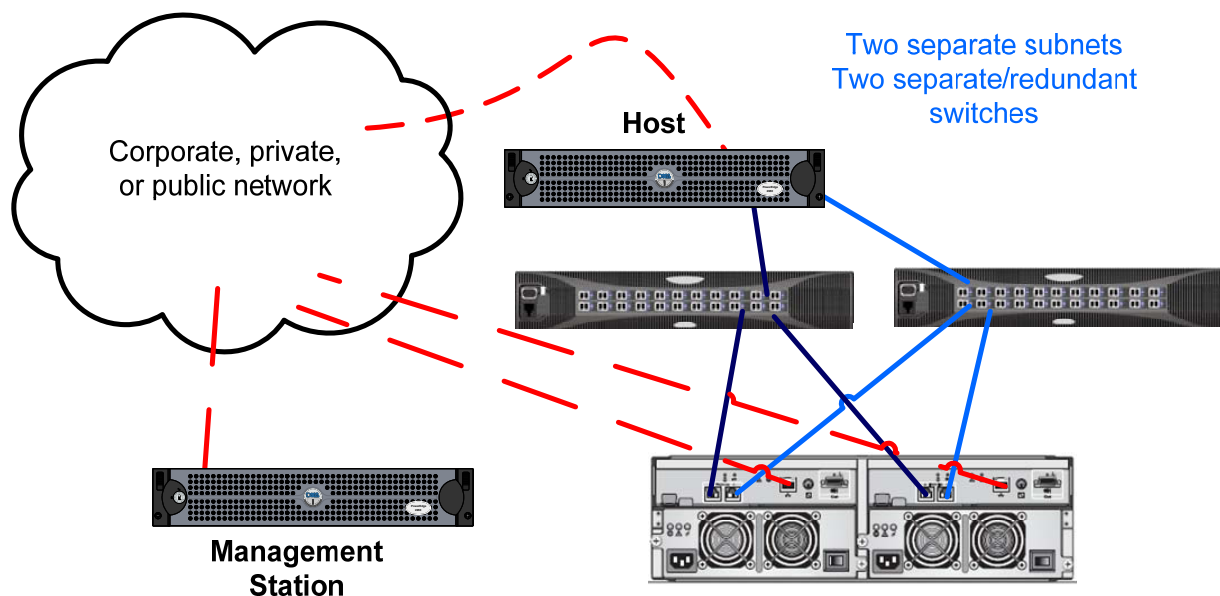 Two separate subnets
Two separate/redundant
switches
Host
Corporate, private,
or public network
Management
Station